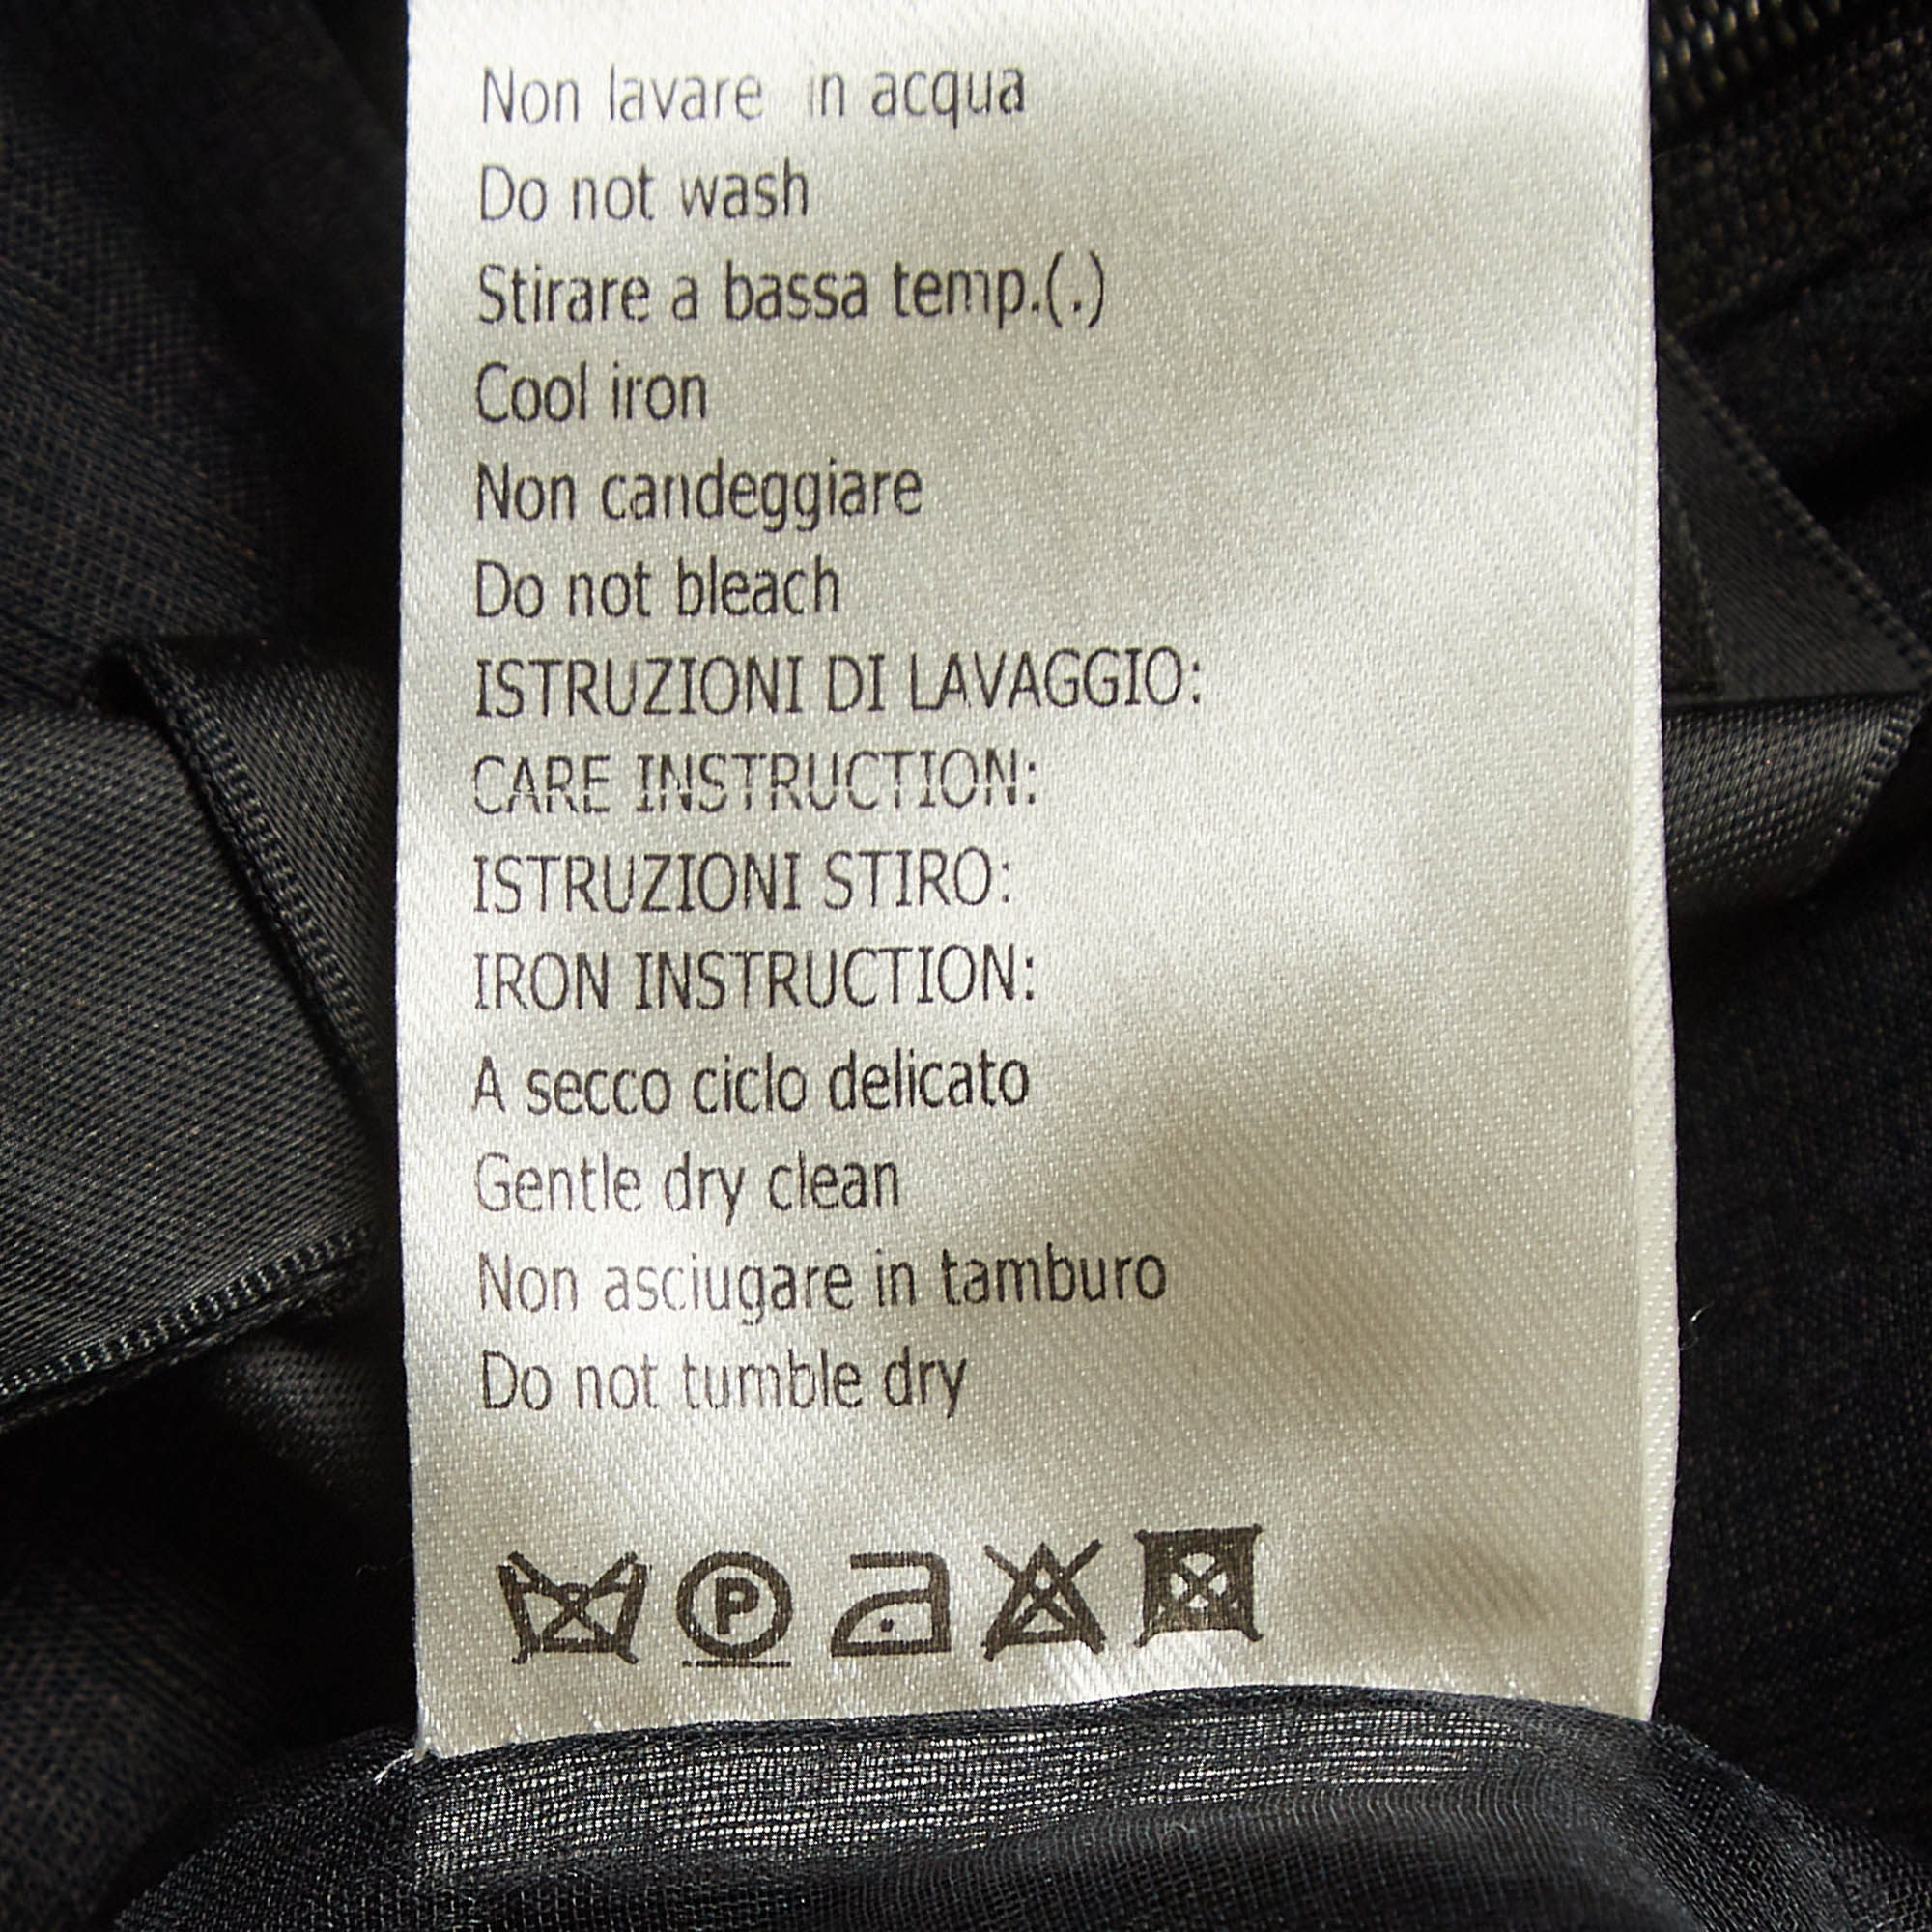 Non lavare in acqua
Do not wash
Stirare a bassa temp.(.)
Cool iron
Non candeggiare
Do not bleach
ISTRUZIONI DI LAVAGGIO:
CARE INSTRUCTION:
ISTRUZIONI STIRO:
IRON INSTRUCTION:
A secco ciclo delicato
Gentle dry clean
Non asciugare in tamburo
Do not tumble dry
P